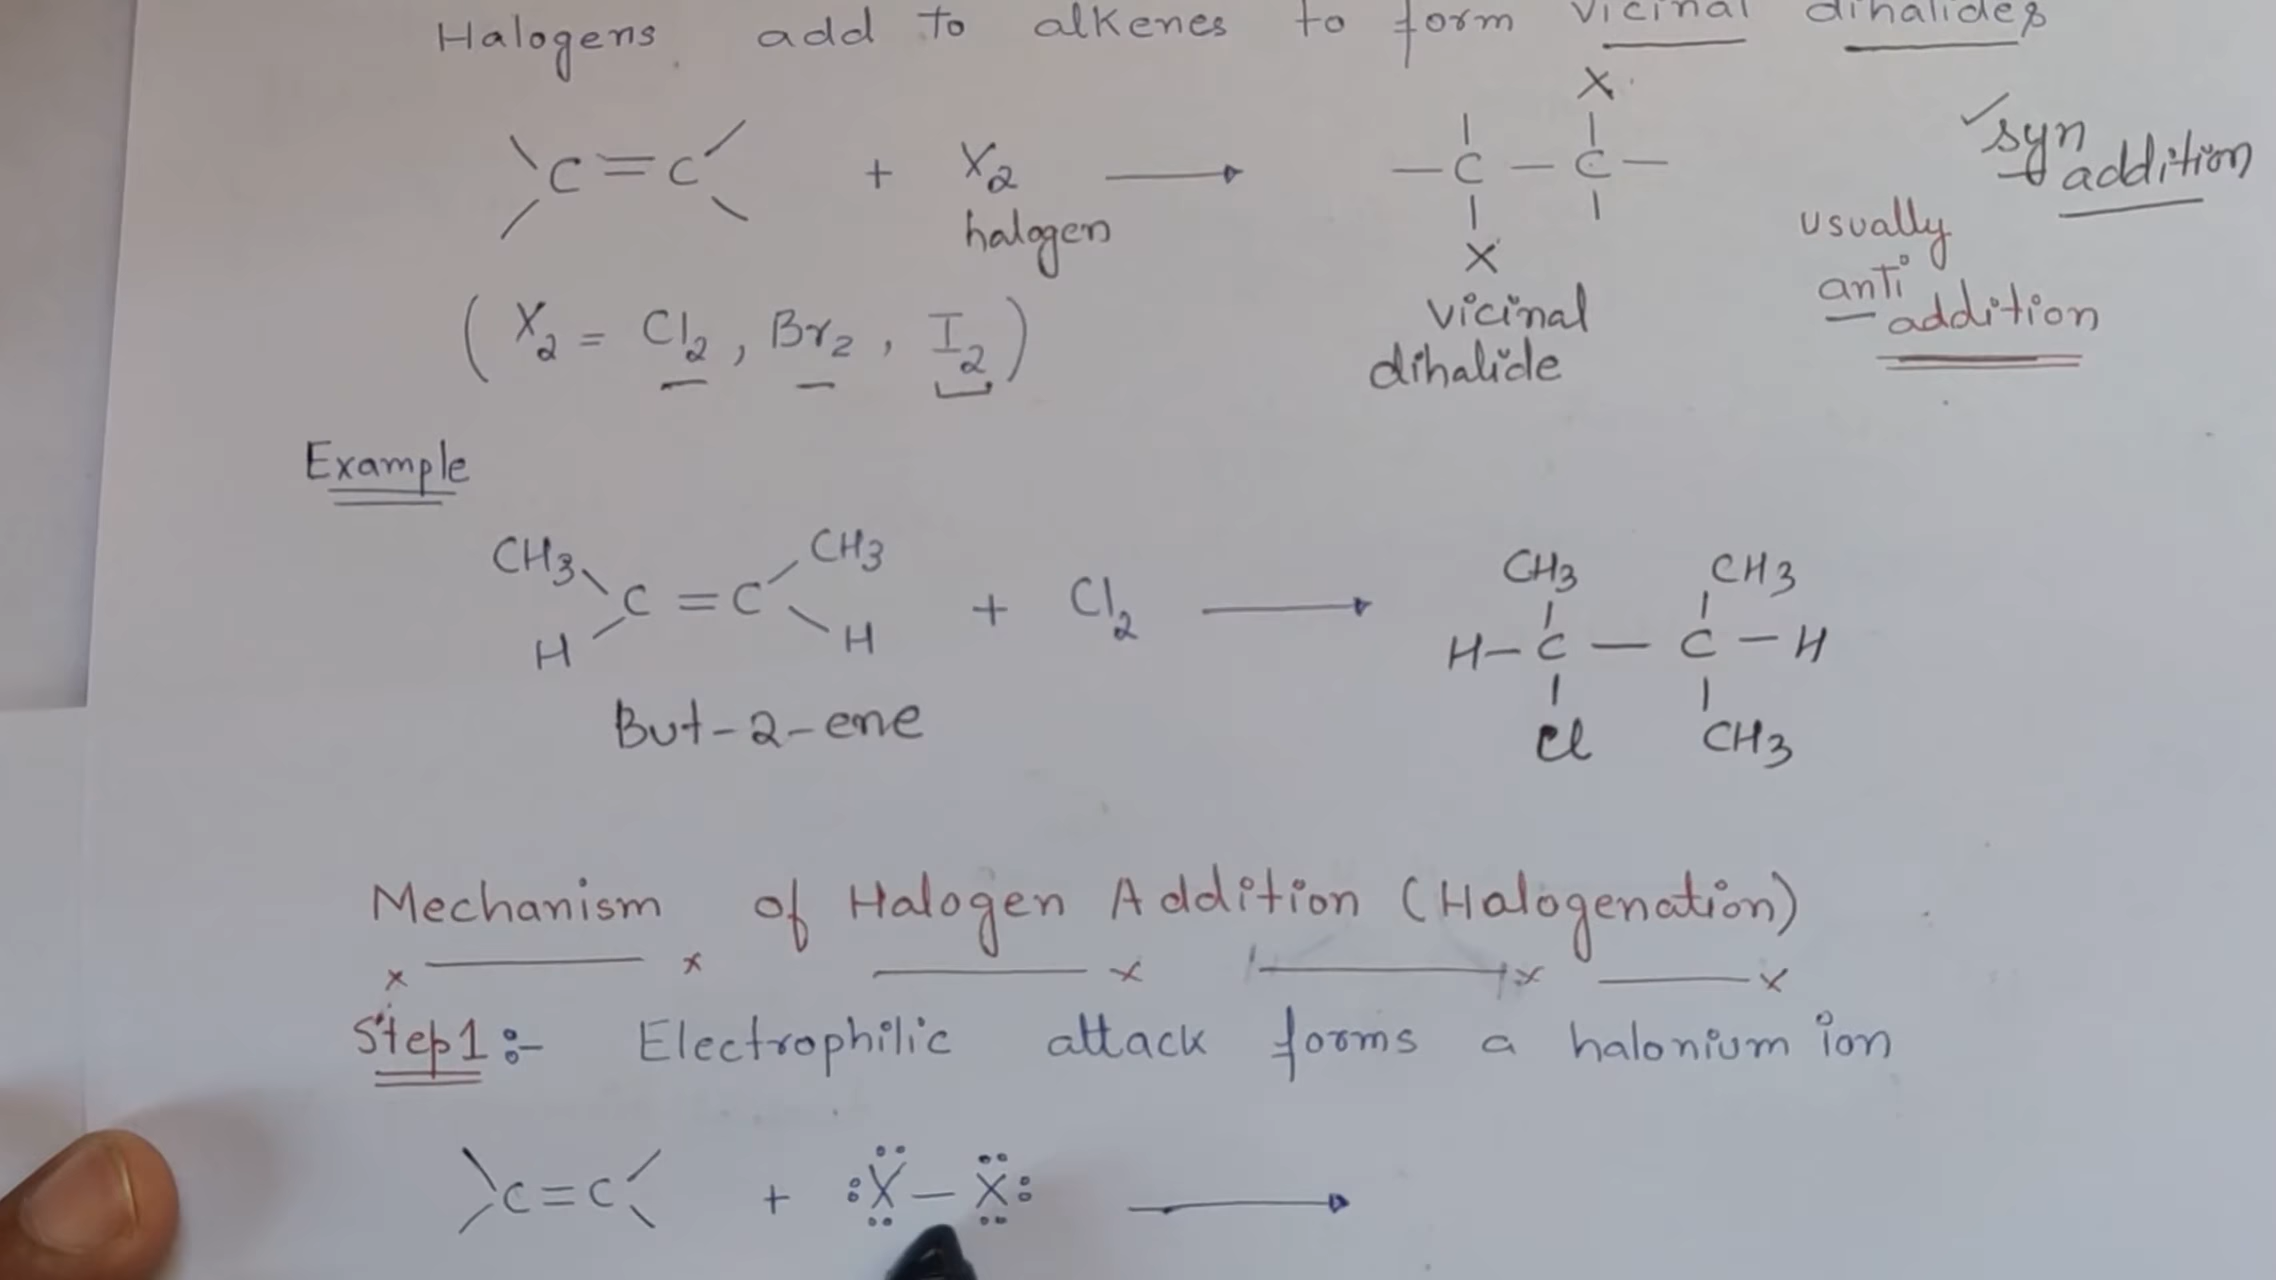 Halogens add to alkenes to form vicinal dihalides
X
C = C + X2 → — C — C —
✓syn addition
halogen
X
usually anti addition
(X2 = Cl2, Br2, I2)
vicinal dihalide
Example
CH3 CH3 CH3 CH3
C = C + Cl2 → H – C — C – H
H H
Cl CH3
But-2-ene
Mechanism of Halogen Addition (Halogenation)
x x x x x
Step1 :- Electrophilic attack forms a halonium ion
C = C + :X — X: →